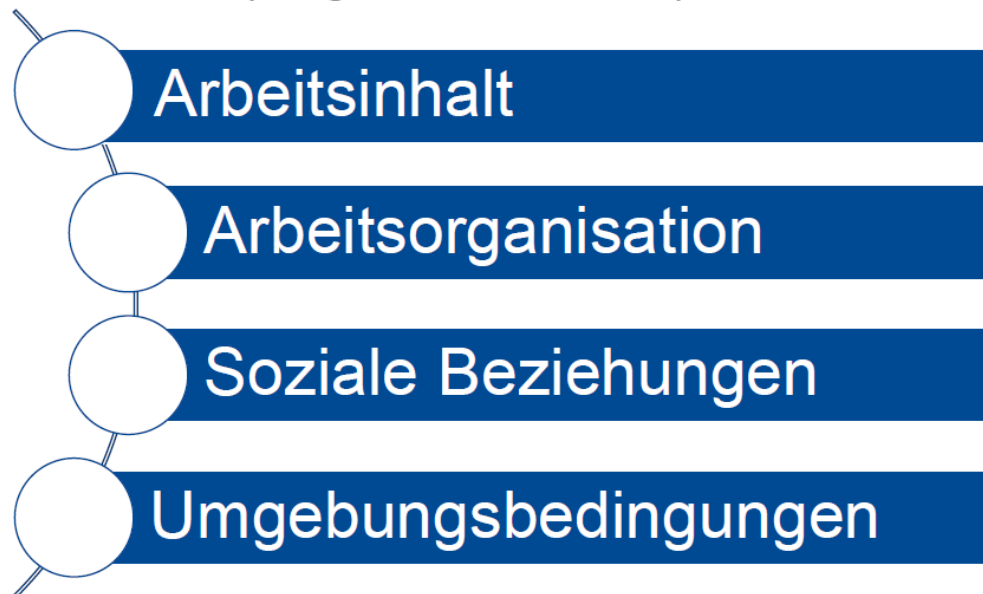 Arbeitsinhalt
Arbeitsorganisation
Soziale Beziehungen
Umgebungsbedingungen